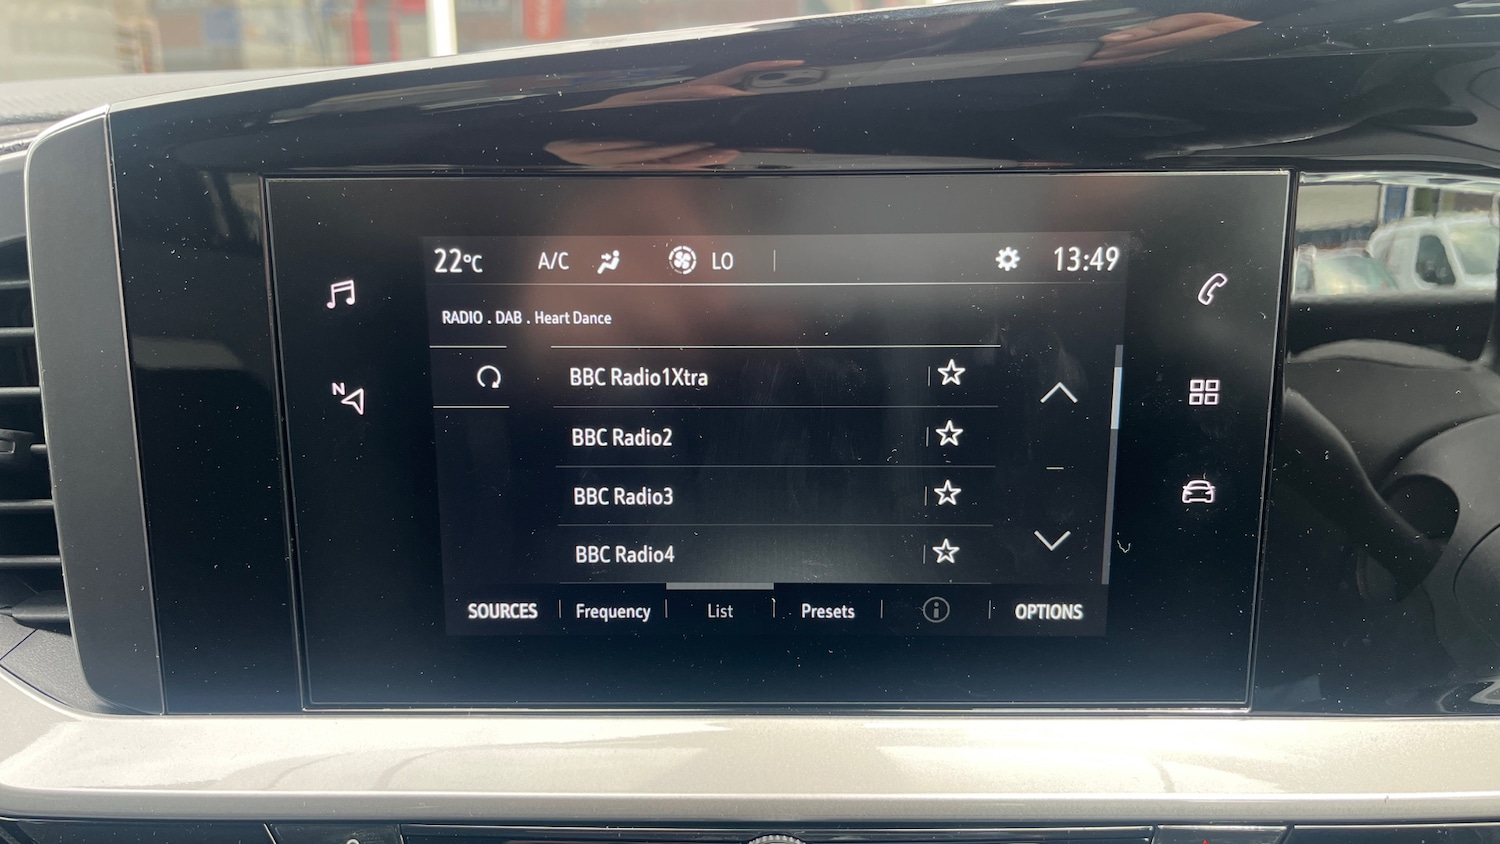 22°C A/C LO 13:49
RADIO . DAB . Heart Dance
N
BBC Radio1Xtra
BBC Radio2
BBC Radio3
BBC Radio4
SOURCES Frequency List Presets i OPTIONS